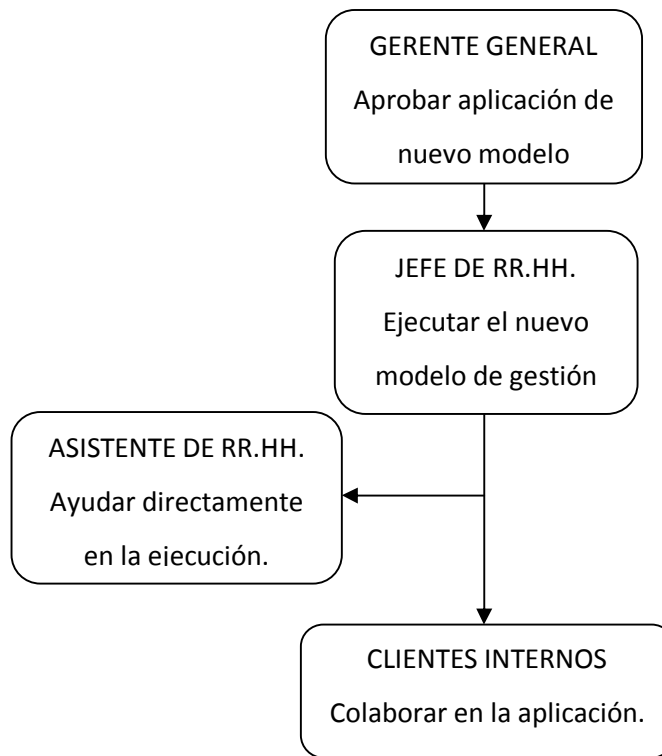 GERENTE GENERAL
Aprobar aplicación de
nuevo modelo
JEFE DE RR.HH.
Ejecutar el nuevo
modelo de gestión
ASISTENTE DE RR.HH.
Ayudar directamente
en la ejecución.
CLIENTES INTERNOS
Colaborar en la aplicación.